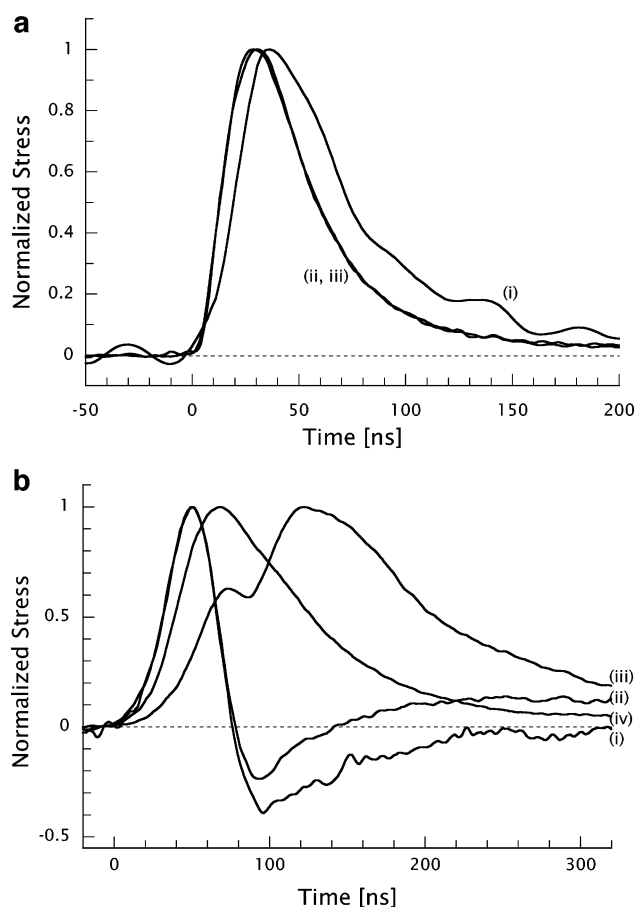 a
1
0.8
0.6
0.4
0.2
0
Normalized Stress
(ii, iii)
(i)
-50
0
50
100
150
200
Time [ns]
b
1
0.5
0
-0.5
Normalized Stress
(iii)
(ii)
(iv)
(i)
0
100
200
300
Time [ns]